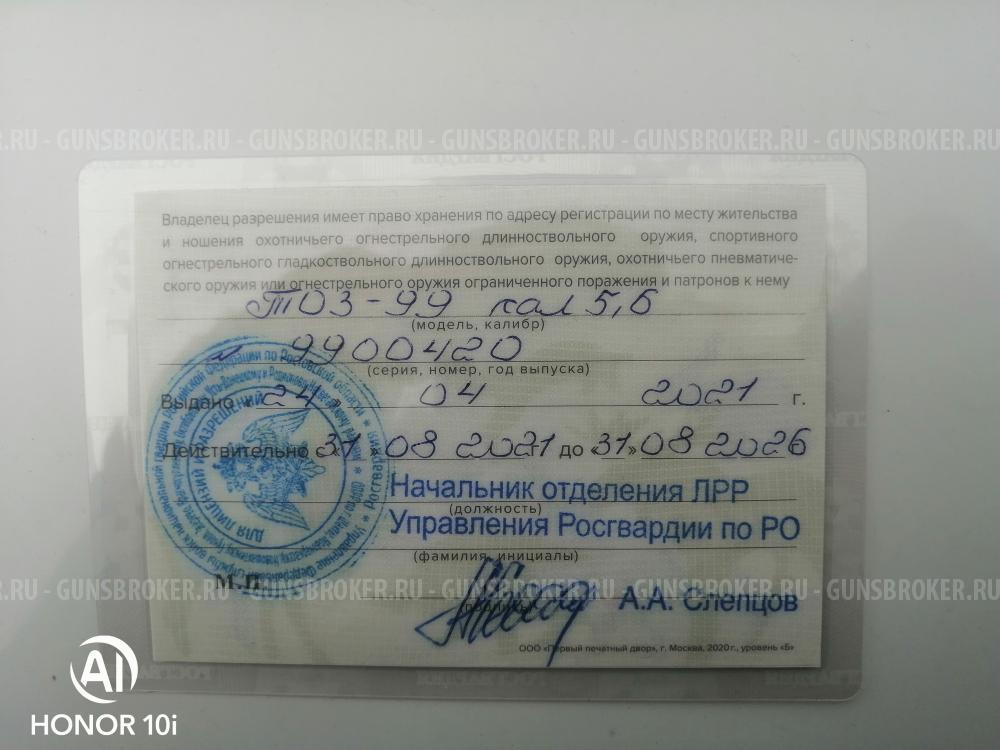 .RU - GUNSBROKER.RU - GUNSBROKER.RU - GUNSBROKER.RU - GUNSBROKER.RU - GUNSBROKER.RU
Владелец разрешения имеет право хранения по адресу регистрации по месту жительства
и ношения охотничьего огнестрельного длинноствольного оружия, спортивного
огнестрельного гладкоствольного длинноствольного оружия, охотничьего пневматиче-
ского оружия или огнестрельного оружия ограниченного поражения и патронов к нему
ТОЗ-99 кал 5,6
(модель, калибр)
9900420
(серия, номер, год выпуска)
Выдано « 24 » 04 2021 г.
Действительно с «31» 08 2021 до «31» 08 2026
Начальник отделения ЛРР
(должность)
Управления Росгвардии по РО
(фамилия, инициалы)
ДЛЯ ЛИЦЕНЗИЙ И РАЗРЕШЕНИЙ
М.П.
.RU - GUNSBROKER.RU - GUNSBROKER.RU - GUNSBROKER.RU - GUNSBROKER.RU - GUNSBROKER.RU
А.А. Слепцов
ООО «Первый печатный двор», г. Москва, 2020 г., уровень «Б»
AI
HONOR 10i